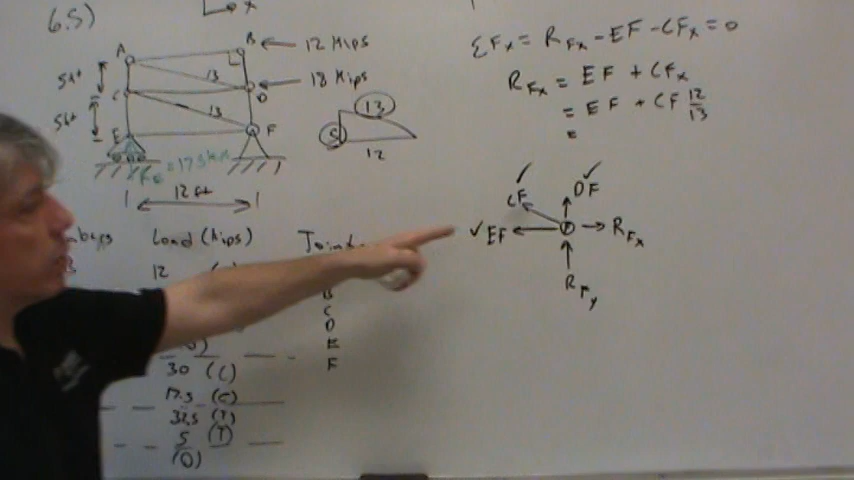 6.5)
x
A
B
12 Kips
5ft
13
18 Kips
C
D
5ft
13
E
F
13
5
12
12 ft
Load (kips)
12
B
C
D
E
F
30 (C)
17.5 (C)
32.5 (T)
5 (T)
(0)
ΣFx = RFx - EF - CFx = 0
RFx = EF + CFx
= EF + CF 12/13
=
CF
DF
EF
F
RFx
RFy